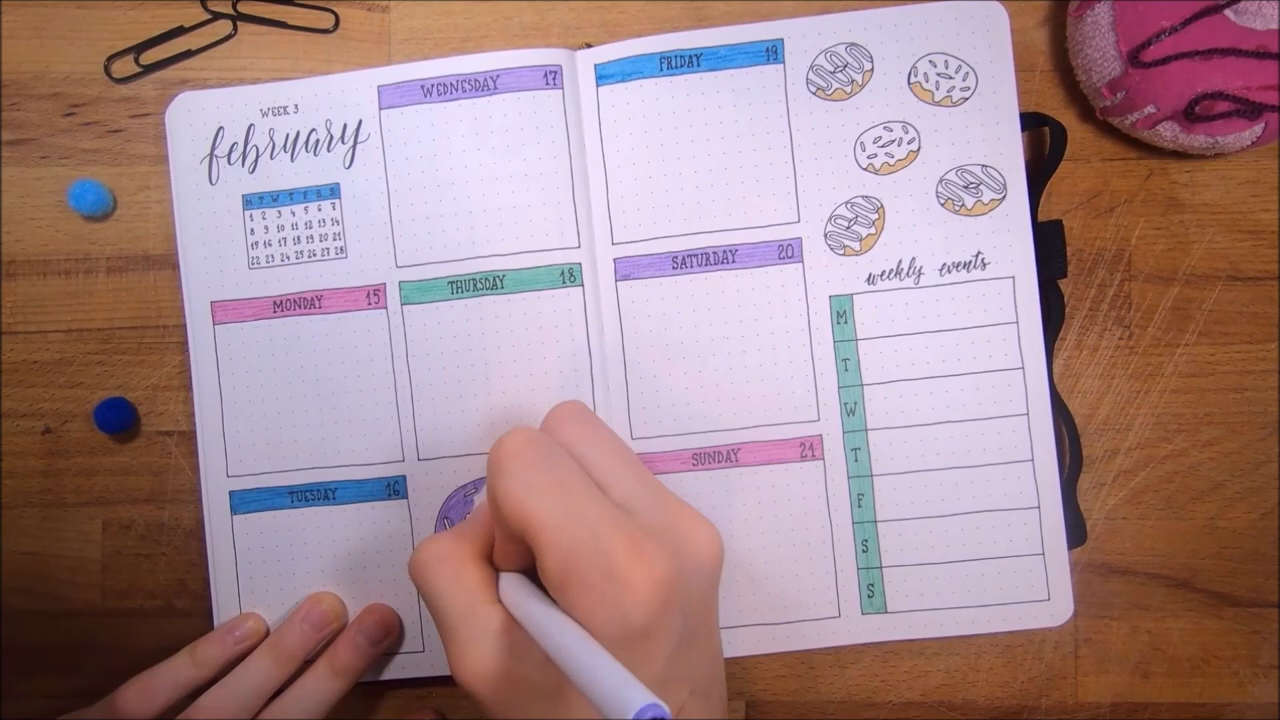 WEEK 3
february
M T W T F S S
1 2 3 4 5 6 7
8 9 10 11 12 13 14
15 16 17 18 19 20 21
22 23 24 25 26 27 28
MONDAY 15
TUESDAY 16
WEDNESDAY 17
THURSDAY 18
FRIDAY 19
SATURDAY 20
SUNDAY 21
weekly events
M
T
W
T
F
S
S